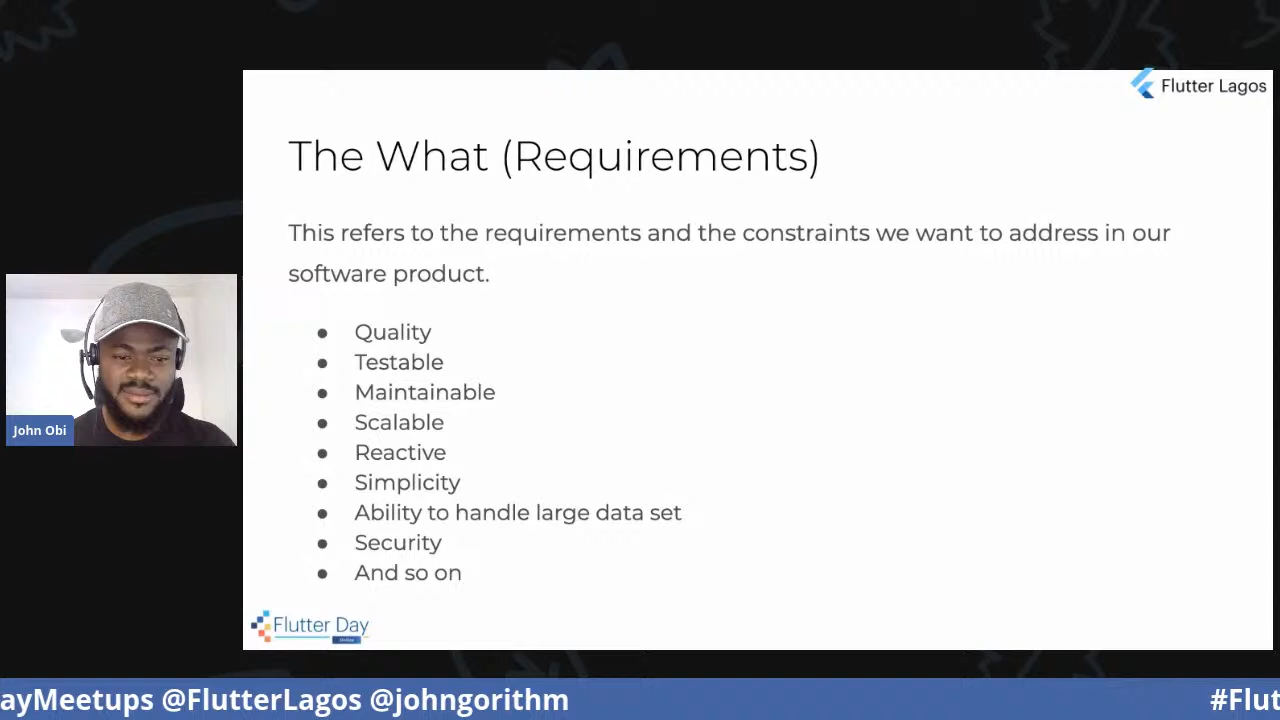 Flutter Lagos
The What (Requirements)
This refers to the requirements and the constraints we want to address in our
software product.
● Quality
● Testable
● Maintainable
● Scalable
● Reactive
● Simplicity
● Ability to handle large data set
● Security
● And so on
John Obi
Flutter Day
ayMeetups @FlutterLagos @johngorithm
#Flut